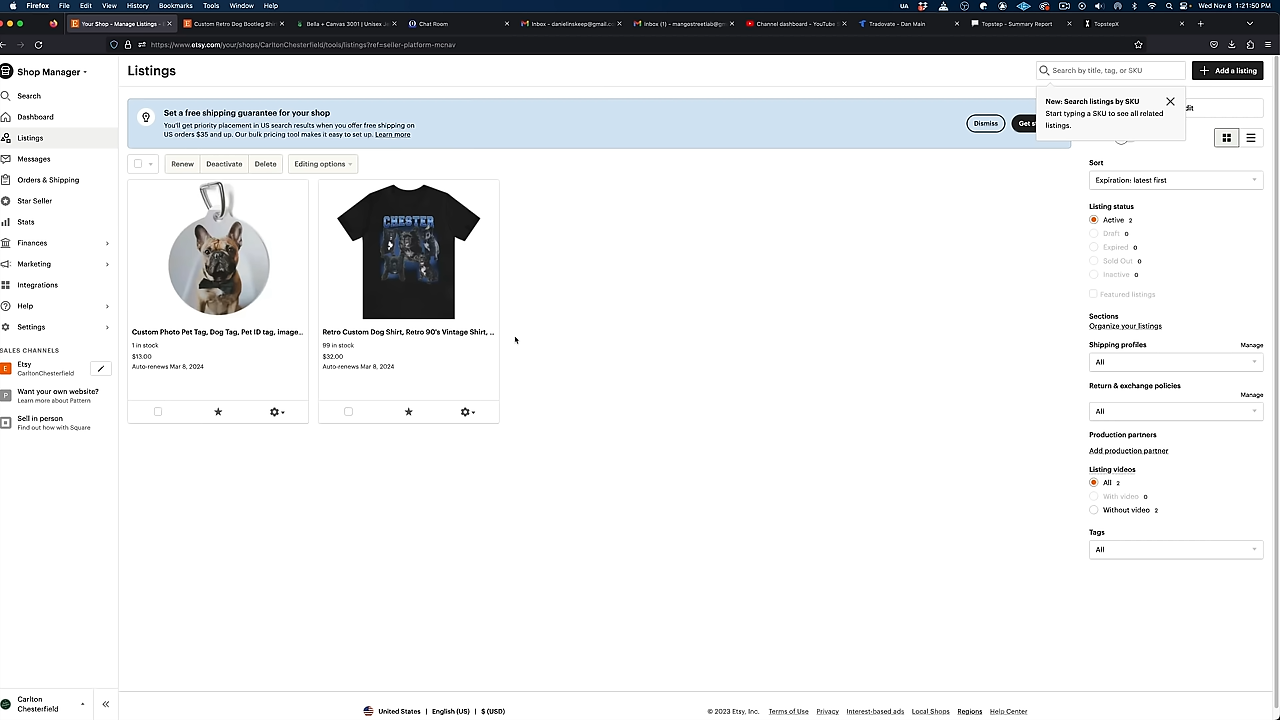 Firefox File Edit View History Bookmarks Tools Window Help
Wed Nov 8 1:21:50 PM
Your Shop - Manage Listings -
Custom Retro Dog Bootleg Shir
Bella + Canvas 3001 | Unisex Je
Chat Room
Inbox - danielinskeep@gmail.co
Inbox (1) - mangostreetlab@gm
Channel dashboard - YouTube S
Tradovate - Dan Main
Topstep - Summary Report
TopstepX
https://www.etsy.com/your/shops/CarltonChesterfield/tools/listings?ref=seller-platform-mcnav
Shop Manager
Search
Dashboard
Listings
Messages
Orders & Shipping
Star Seller
Stats
Finances
Marketing
Integrations
Help
Settings
SALES CHANNELS
E
Etsy
CarltonChesterfield
P
Want your own website?
Learn more about Pattern
Sell in person
Find out how with Square
Carlton
Chesterfield
Listings
Search by title, tag, or SKU
Add a listing
Set a free shipping guarantee for your shop
You'll get priority placement in US search results when you offer free shipping on
US orders $35 and up. Our bulk pricing tool makes it easy to set up. Learn more
Dismiss
Get s
New: Search listings by SKU
Start typing a SKU to see all related
listings.
dit
Renew
Deactivate
Delete
Editing options
CHESTER
Custom Photo Pet Tag, Dog Tag, Pet ID tag, image...
1 in stock
$13.00
Auto-renews Mar 8, 2024
Retro Custom Dog Shirt, Retro 90's Vintage Shirt, ...
99 in stock
$32.00
Auto-renews Mar 8, 2024
Sort
Expiration: latest first
Listing status
Active 2
Draft 0
Expired 0
Sold Out 0
Inactive 0
Featured listings
Sections
Organize your listings
Shipping profiles
Manage
All
Return & exchange policies
Manage
All
Production partners
Add production partner
Listing videos
All 2
With video 0
Without video 2
Tags
All
United States | English (US) | $ (USD)
© 2023 Etsy, Inc. Terms of Use Privacy Interest-based ads Local Shops Regions Help Center